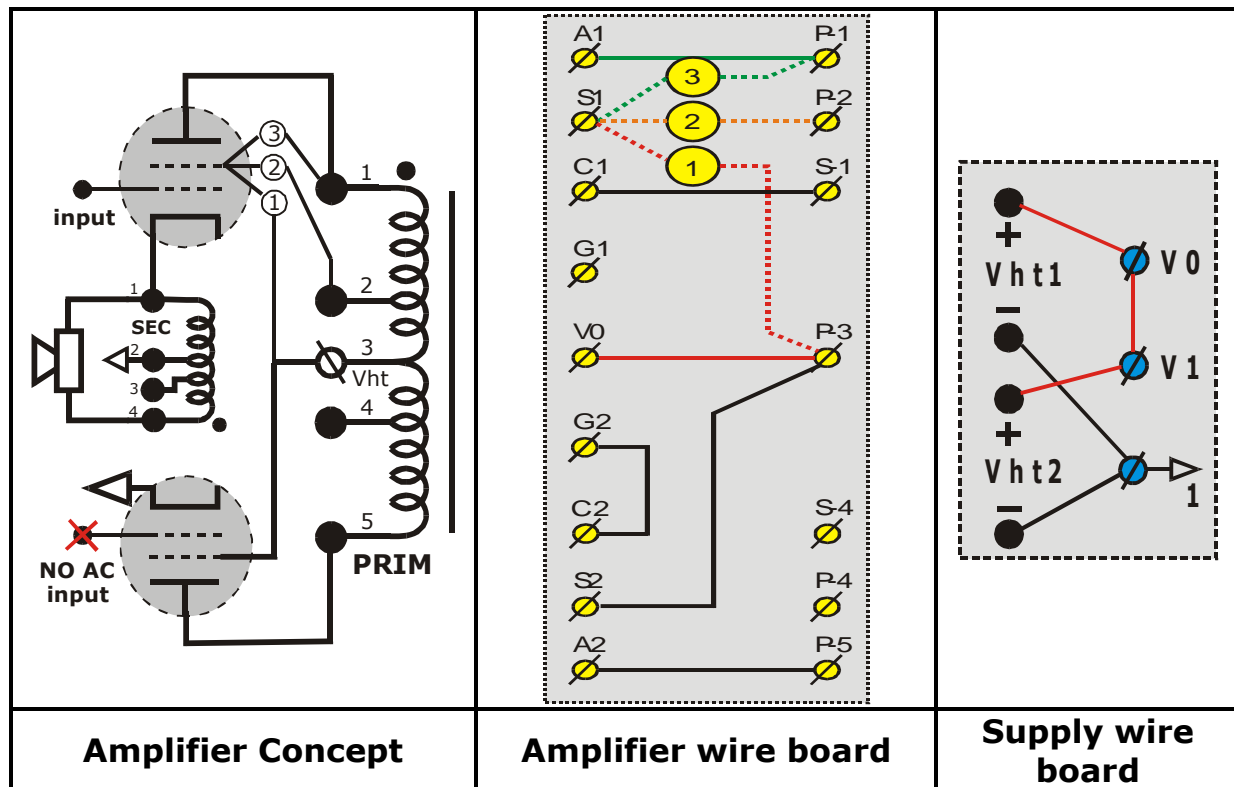 3
2
1
input
1
2
3
Vht
4
5
PRIM
1
SEC
2
3
4
NO AC
input
Amplifier Concept
A1
P-1
3
S1
2
P-2
1
C1
S-1
G1
V0
P-3
G2
C2
S-4
S2
P-4
A2
P-5
Amplifier wire board
+
Vht1
V0
−
V1
+
Vht2
1
−
Supply wire
board